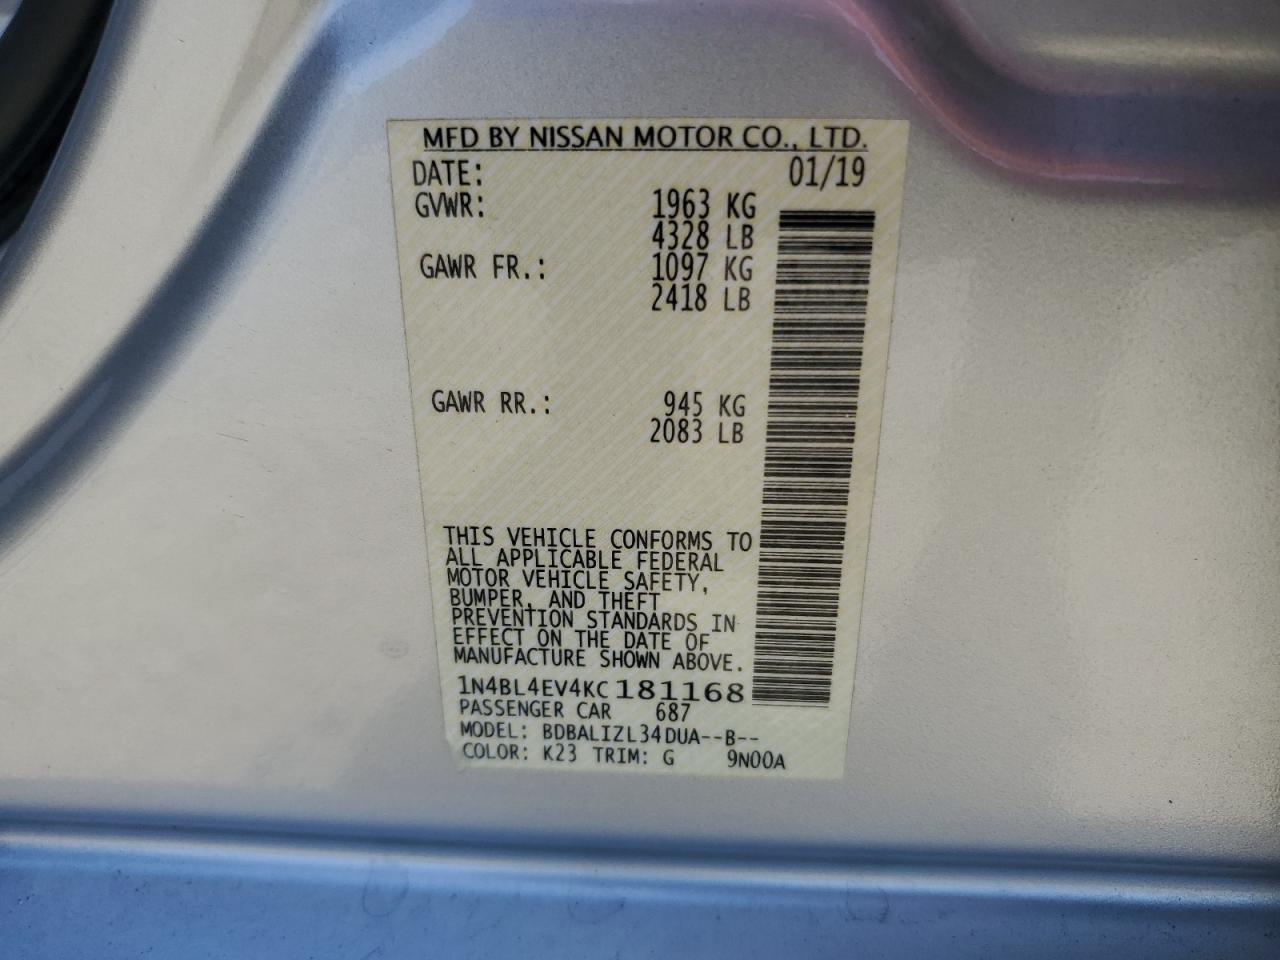 MFD BY NISSAN MOTOR CO., LTD.
DATE: 01/19
GVWR: 1963 KG
4328 LB
GAWR FR.: 1097 KG
2418 LB
GAWR RR.: 945 KG
2083 LB
THIS VEHICLE CONFORMS TO
ALL APPLICABLE FEDERAL
MOTOR VEHICLE SAFETY,
BUMPER, AND THEFT
PREVENTION STANDARDS IN
EFFECT ON THE DATE OF
MANUFACTURE SHOWN ABOVE.
1N4BL4EV4KC181168
PASSENGER CAR 687
MODEL: BDBALIZL34DUA--B--
COLOR: K23 TRIM: G 9N00A